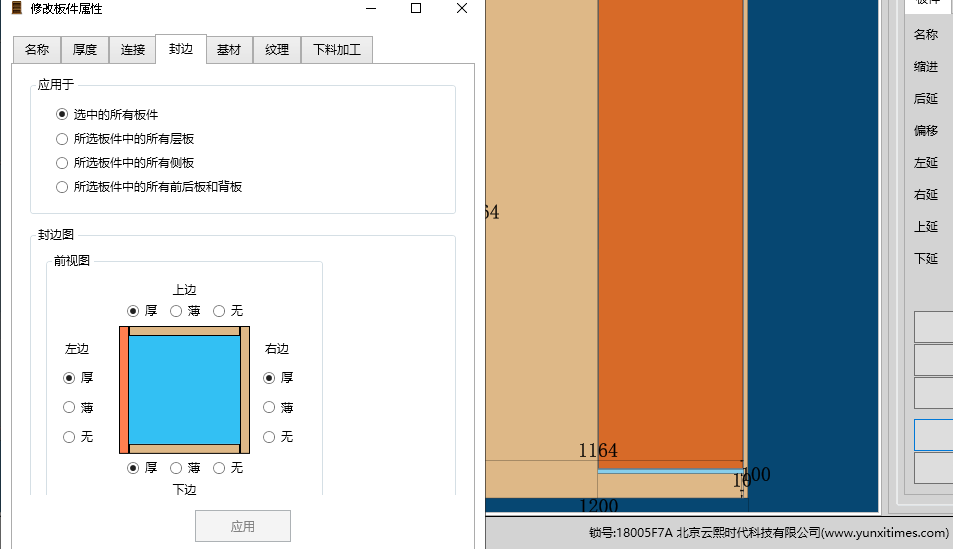 修改板件属性
名称 厚度 连接 封边 基材 纹理 下料加工
应用于
选中的所有板件
所选板件中的所有层板
所选板件中的所有侧板
所选板件中的所有前后板和背板
封边图
前视图
上边
厚 薄 无
左边
厚
薄
无
右边
厚
薄
无
厚 薄 无
下边
应用
64
1164
100
10
1200
名称
缩进
后延
偏移
左延
右延
上延
下延
锁号:18005F7A 北京云熙时代科技有限公司(www.yunxitimes.com)